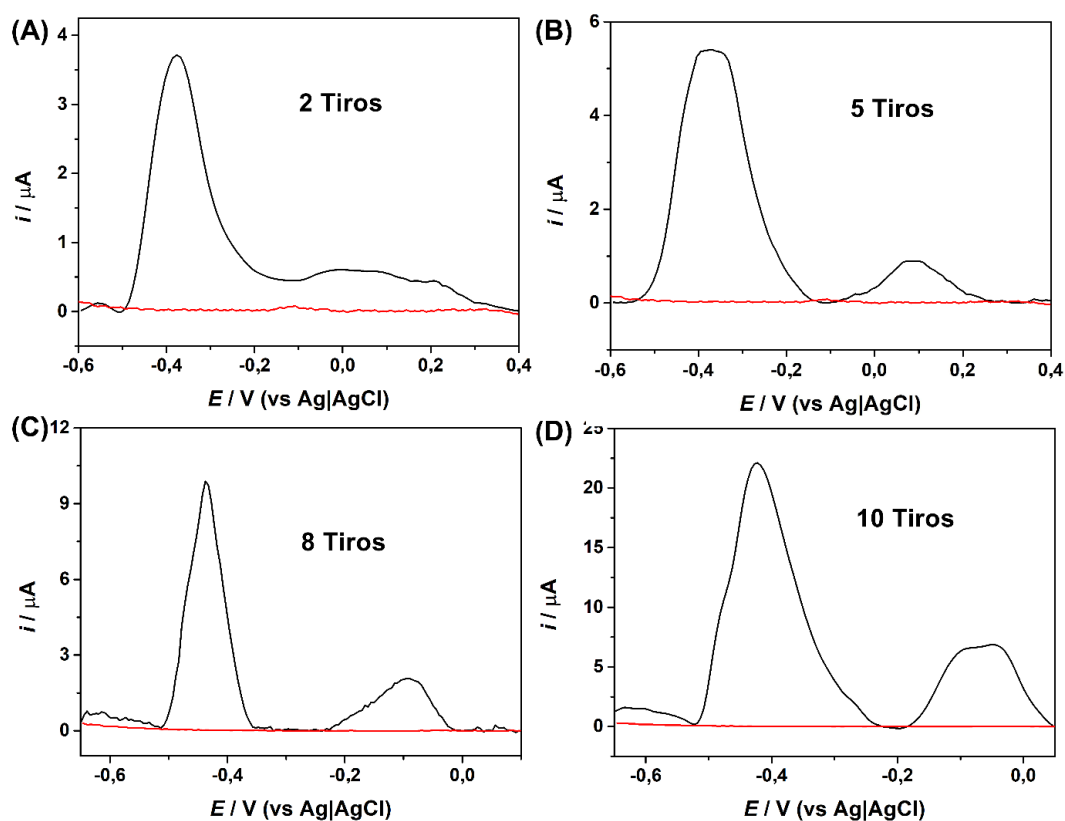 (A)
4
3
2
1
0
i / μA
2 Tiros
-0,6 -0,4 -0,2 0,0 0,2 0,4
E / V (vs Ag|AgCl)
(B)
6
4
2
0
i / μA
5 Tiros
-0,6 -0,4 -0,2 0,0 0,2 0,4
E / V (vs Ag|AgCl)
(C)
12
9
6
3
0
i / μA
8 Tiros
-0,6 -0,4 -0,2 0,0
E / V (vs Ag|AgCl)
(D)
25
20
15
10
5
0
i / μA
10 Tiros
-0,6 -0,4 -0,2 0,0
E / V (vs Ag|AgCl)